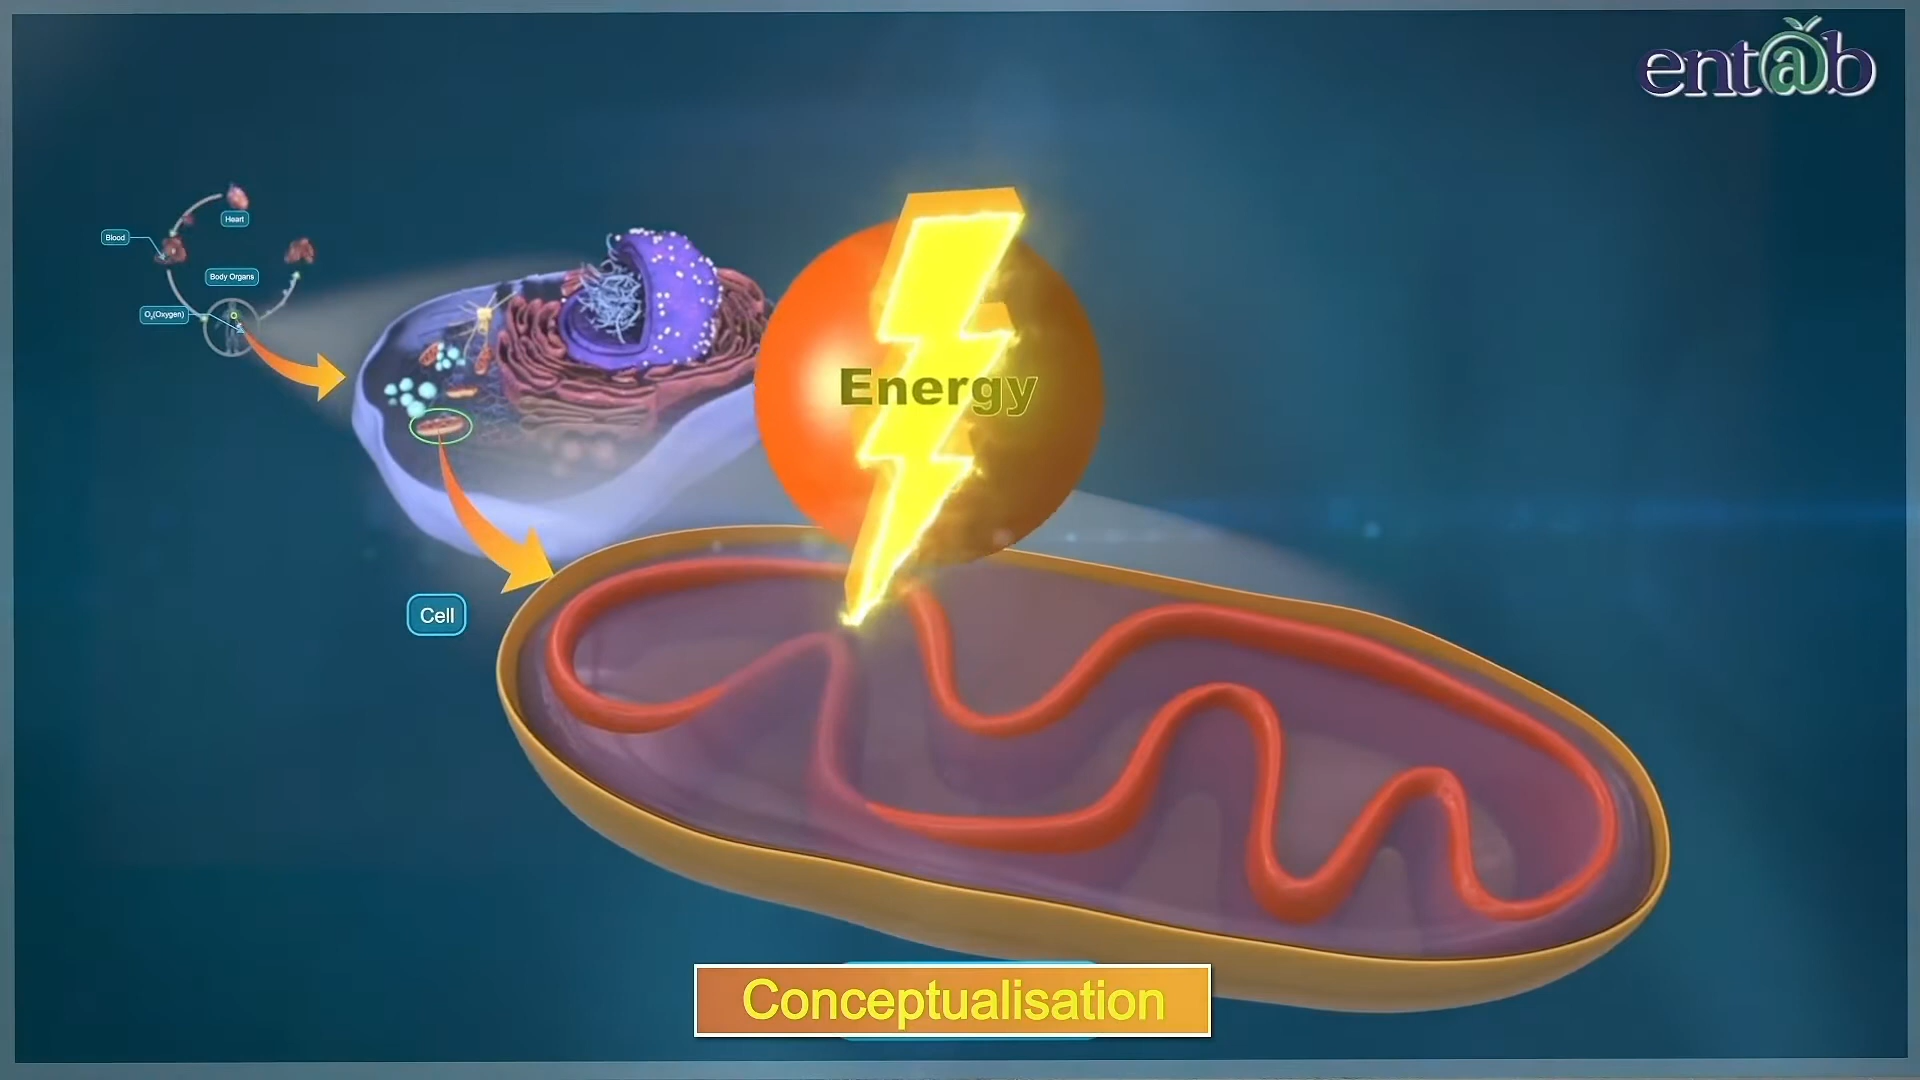 entab
Heart
Blood
Body Organs
O₂(Oxygen)
Energy
Cell
Conceptualisation